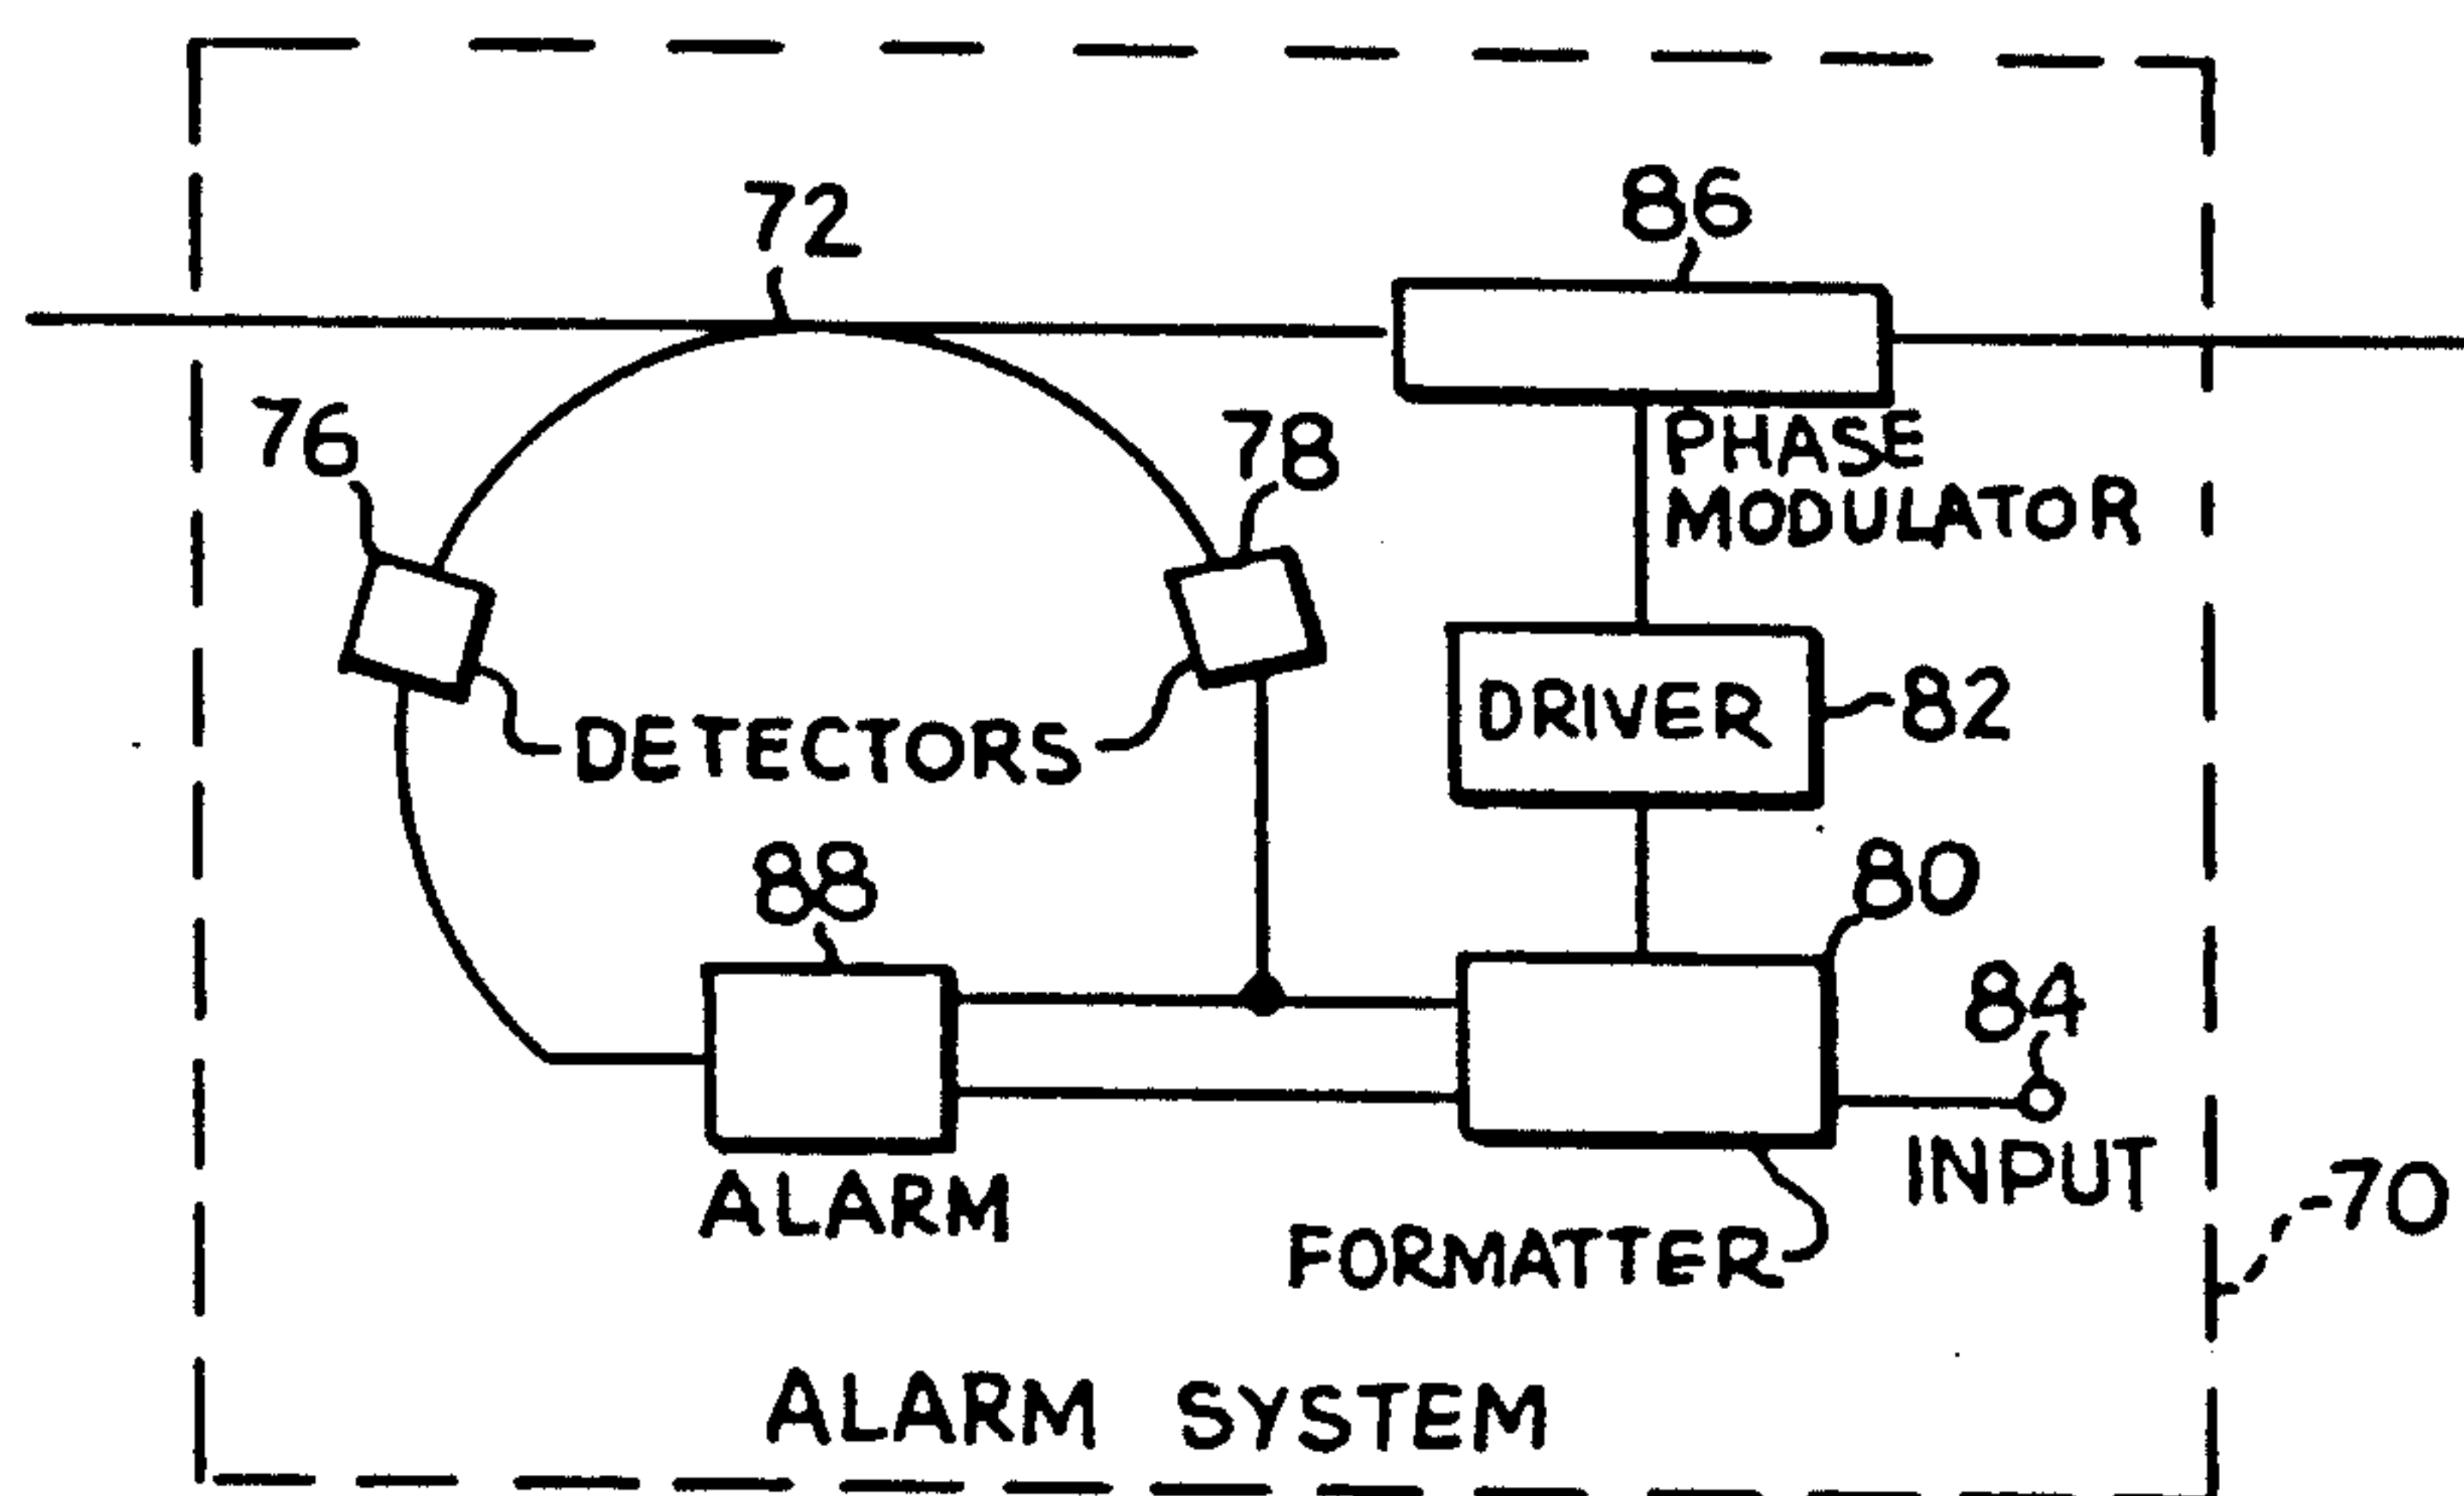 72
86
76
78
PHASE
MODULATOR
DRIVER
82
DETECTORS
88
80
84
INPUT
ALARM
-70
FORMATTER
ALARM SYSTEM